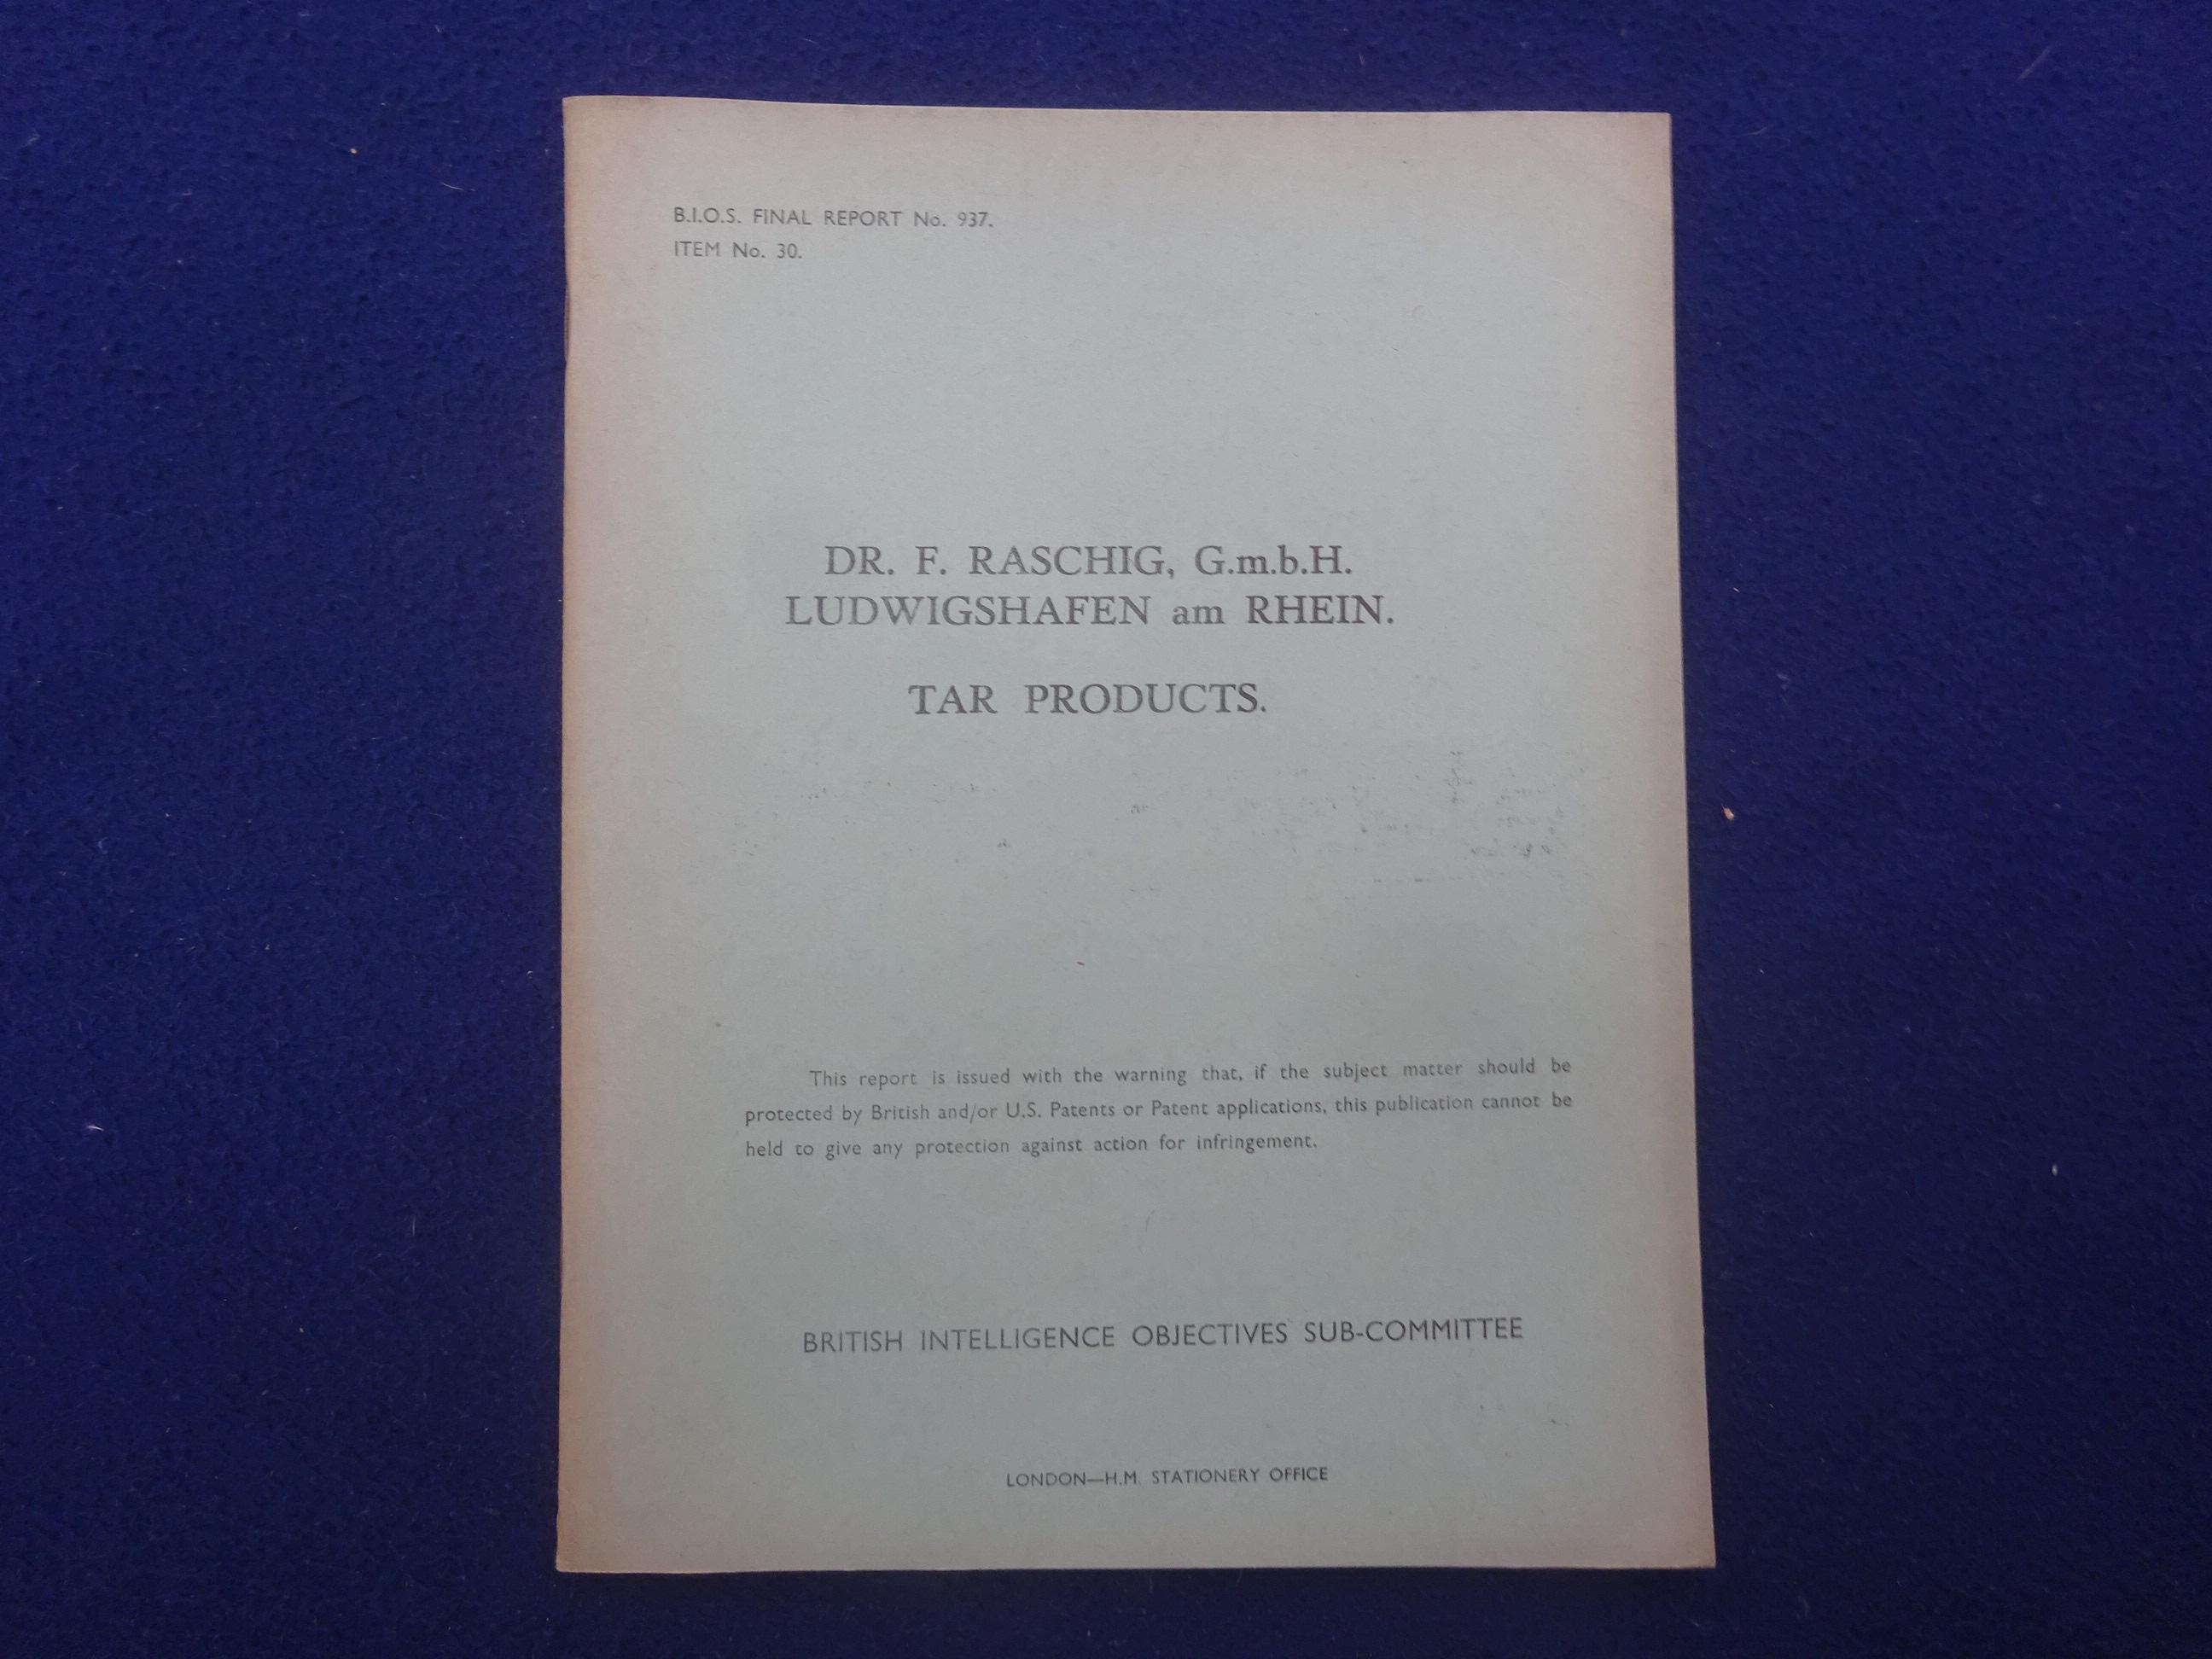 B.I.O.S. FINAL REPORT No. 937.
ITEM No. 30.
DR. F. RASCHIG, G.m.b.H.
LUDWIGSHAFEN am RHEIN.
TAR PRODUCTS.
This report is issued with the warning that, if the subject matter should be
protected by British and/or U.S. Patents or Patent applications, this publication cannot be
held to give any protection against action for infringement.
BRITISH INTELLIGENCE OBJECTIVES SUB-COMMITTEE
LONDON—H.M. STATIONERY OFFICE